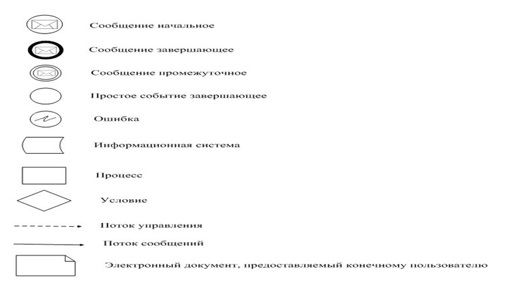 Сообщение начальное
Сообщение завершающее
Сообщение промежуточное
Простое событие завершающее
Ошибка
Информационная система
Процесс
Условие
Поток управления
Поток сообщений
Электронный документ, предоставляемый конечному пользователю